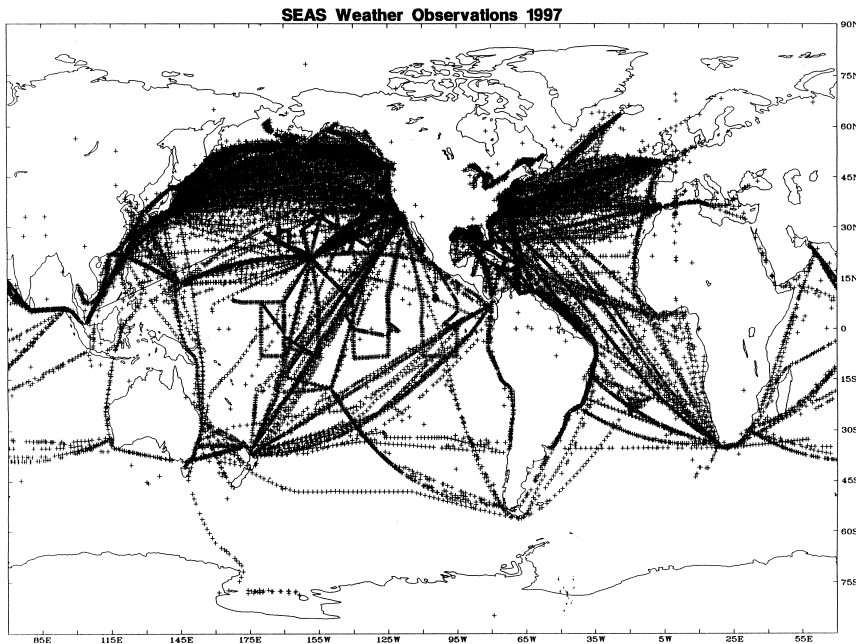 SEAS Weather Observations 1997
90N
75N
60N
45N
30N
15N
0
15S
30S
45S
60S
75S
85E 115E 145E 175E 155W 125W 95W 65W 35W 5W 25E 55E